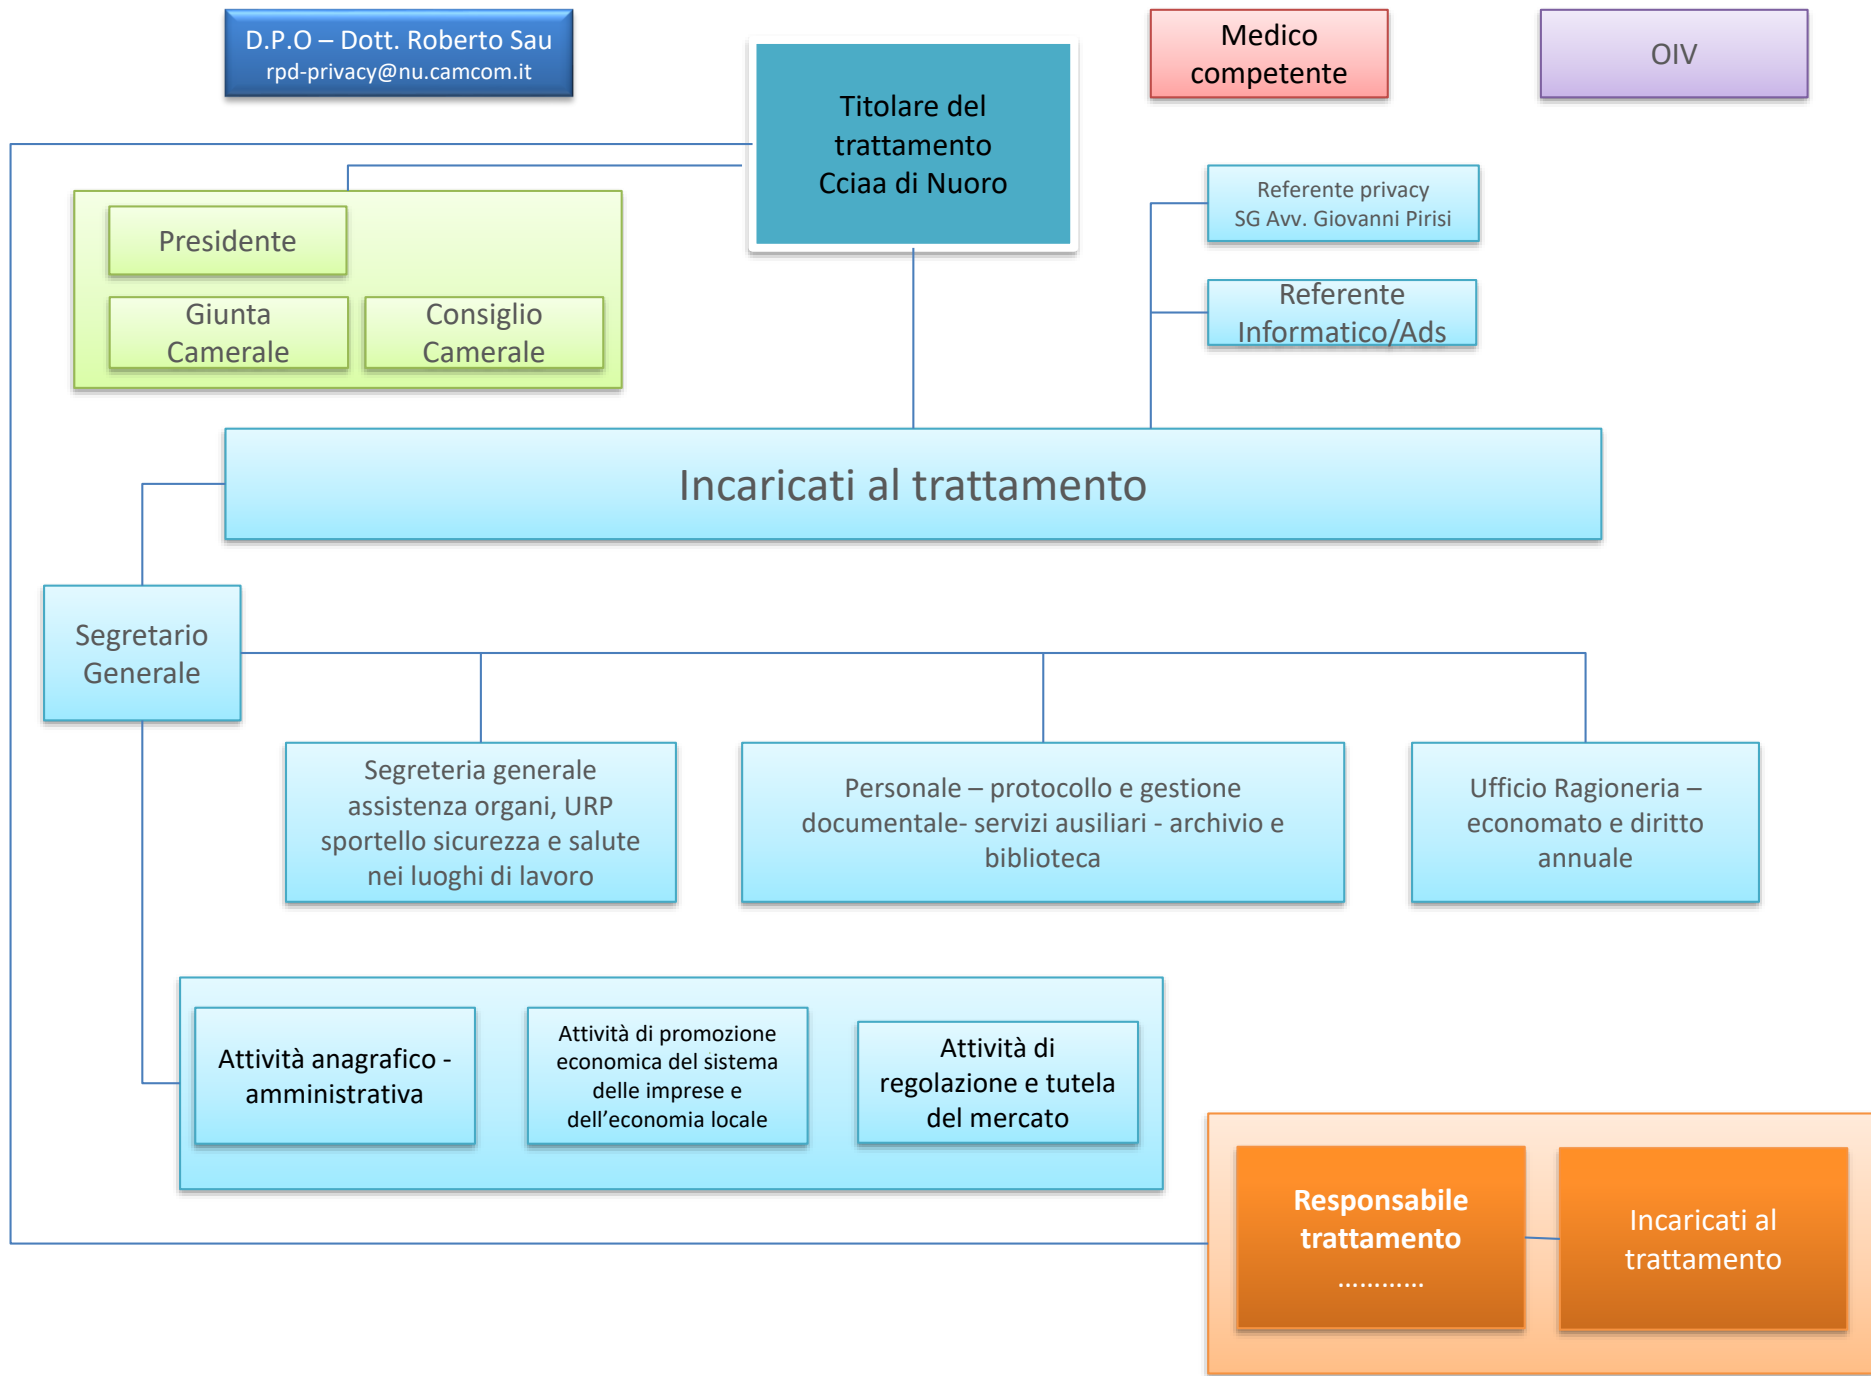 D.P.O – Dott. Roberto Sau
rpd-privacy@nu.camcom.it
Titolare del
trattamento
Cciaa di Nuoro
Medico
competente
OIV
Presidente
Giunta
Camerale
Consiglio
Camerale
Referente privacy
SG Avv. Giovanni Pirisi
Referente
Informatico/Ads
Incaricati al trattamento
Segretario
Generale
Segreteria generale
assistenza organi, URP
sportello sicurezza e salute
nei luoghi di lavoro
Personale – protocollo e gestione
documentale- servizi ausiliari - archivio e
biblioteca
Ufficio Ragioneria –
economato e diritto
annuale
Attività anagrafico -
amministrativa
Attività di promozione
economica del sistema
delle imprese e
dell’economia locale
Attività di
regolazione e tutela
del mercato
Responsabile
trattamento
…………
Incaricati al
trattamento